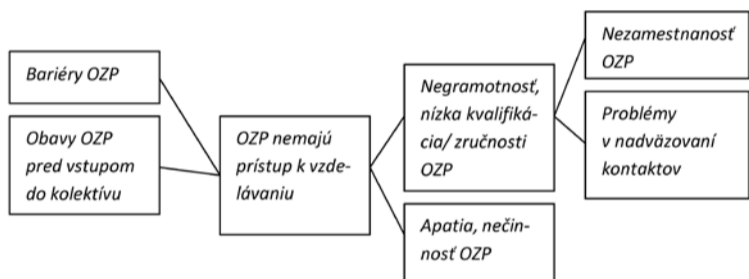 Bariéry OZP
Obavy OZP
pred vstupom
do kolektívu
OZP nemajú
prístup k vzde-
lávaniu
Negramotnosť,
nízka kvalifiká-
cia/ zručnosti
OZP
Apatia, nečin-
nosť OZP
Nezamestnanosť
OZP
Problémy
v nadväzovaní
kontaktov